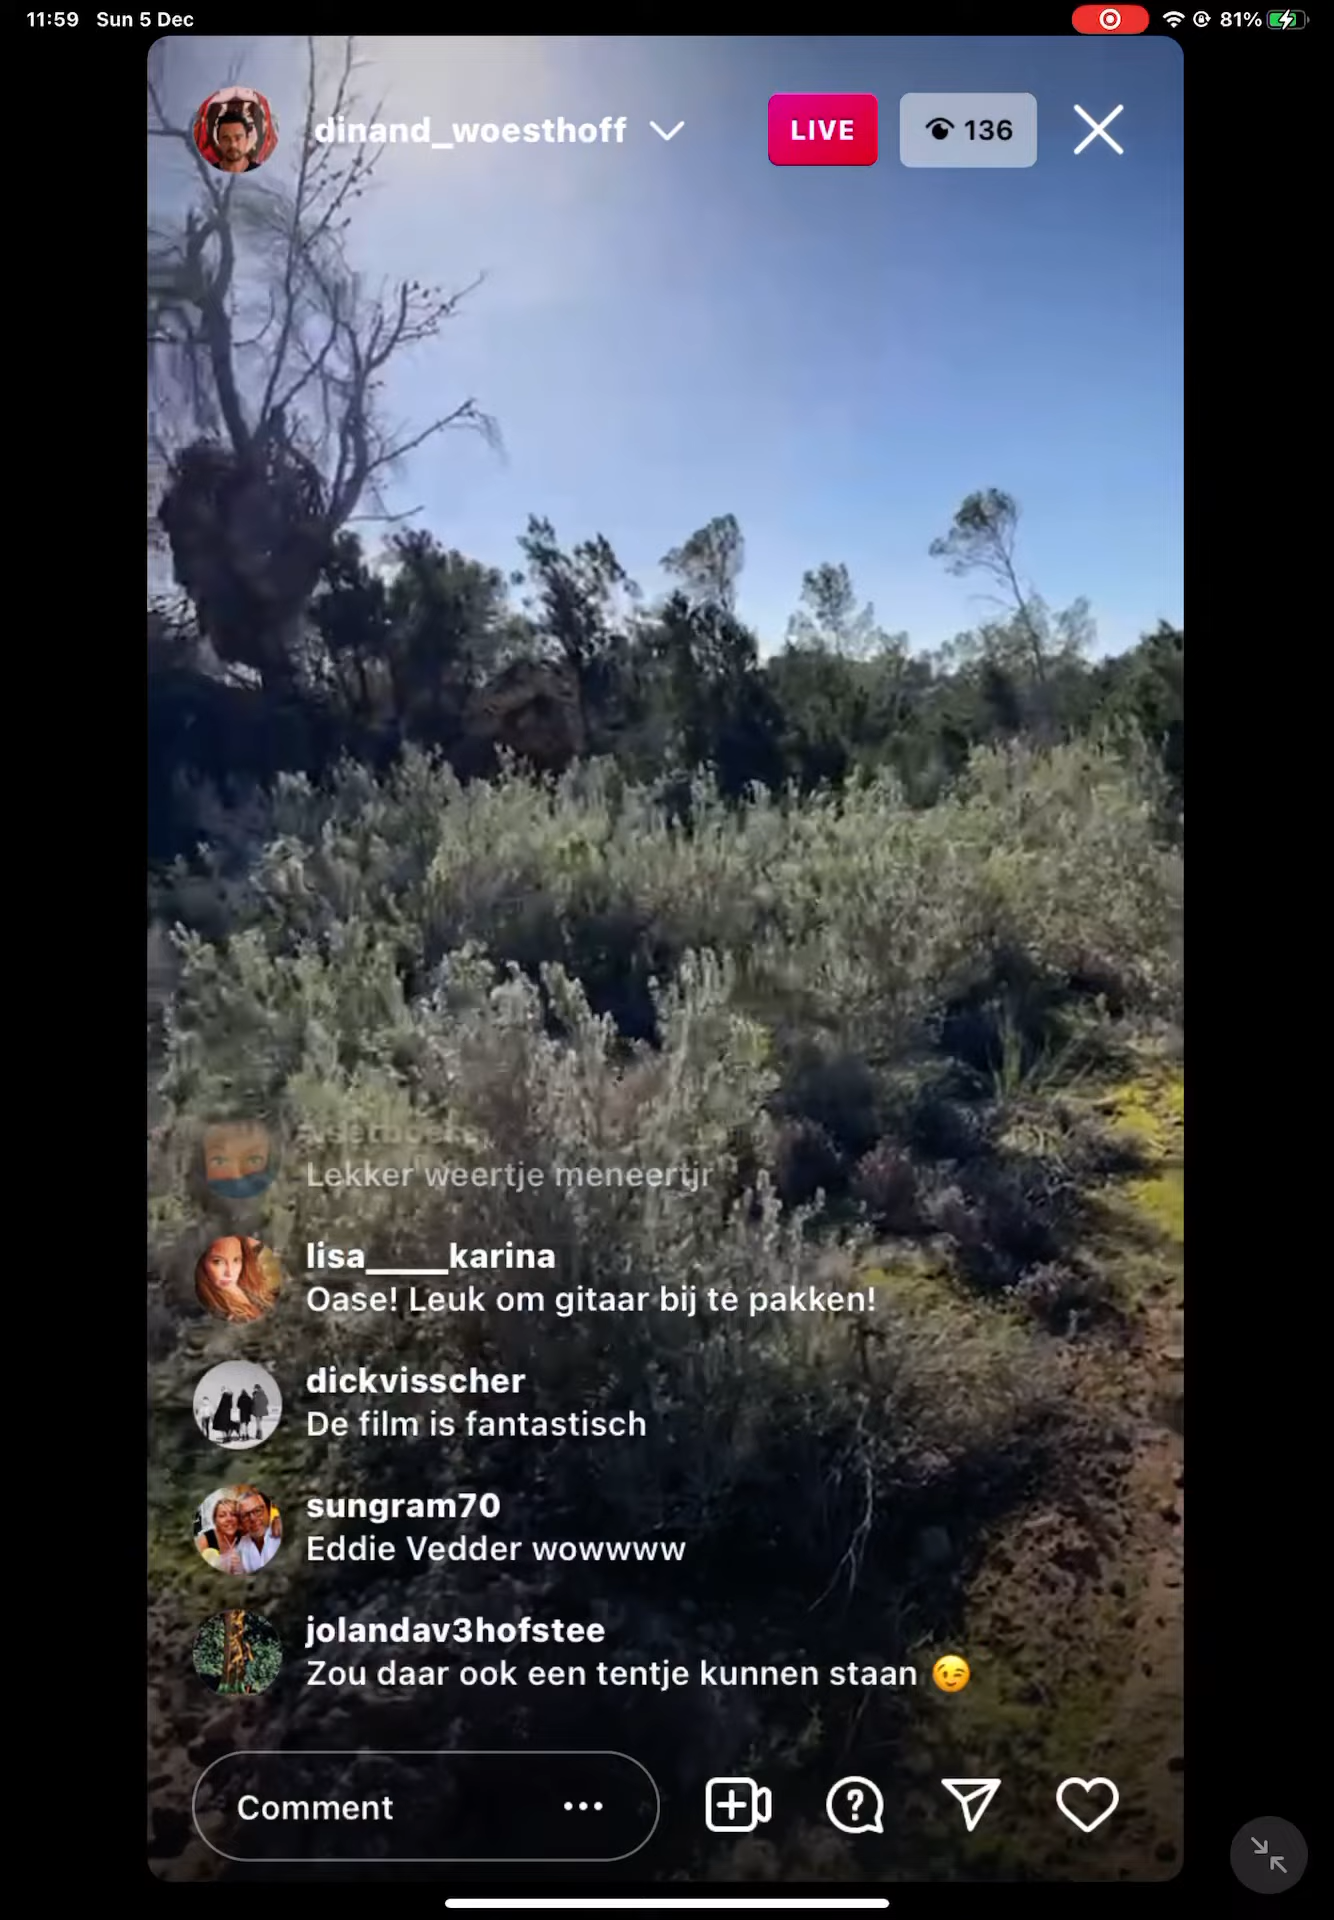 11:59 Sun 5 Dec
81%
dinand_woesthoff
LIVE
136
Lekker weertje meneertjr
lisa____karina
Oase! Leuk om gitaar bij te pakken!
dickvisscher
De film is fantastisch
sungram70
Eddie Vedder wowwww
jolandav3hofstee
Zou daar ook een tentje kunnen staan 😉
Comment